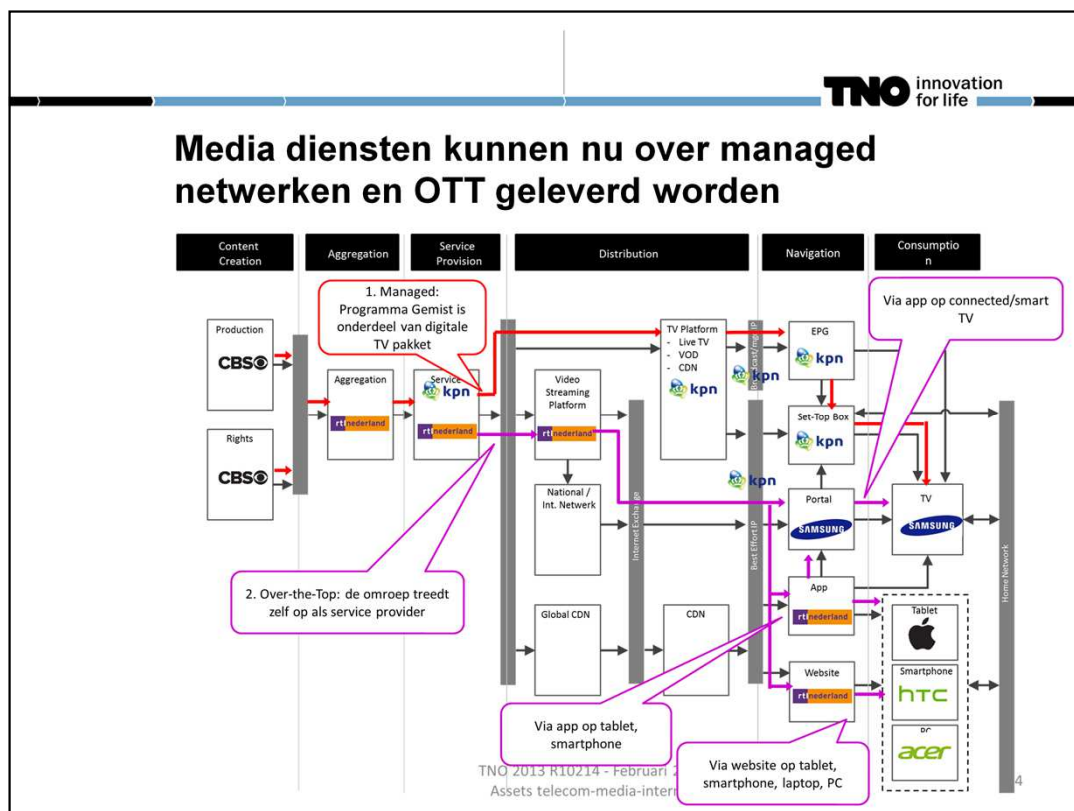 TNO innovation
for life
Media diensten kunnen nu over managed
netwerken en OTT geleverd worden
Content
Creation
Aggregation
Service
Provision
Distribution
Navigation
Consumptio
n
1. Managed:
Programma Gemist is
onderdeel van digitale
TV pakket
Via app op connected/smart
TV
Production
CBS
Rights
CBS
Aggregation
rtl nederland
Service
kpn
rtl nederland
Video
Streaming
Platform
rtl nederland
National /
Int. Netwerk
Global CDN
Internet Exchange
TV Platform
- Live TV
- VOD
- CDN
kpn
CDN
kpn
kpn
Best Effort IP
EPG
kpn
Set-Top Box
kpn
Portal
SAMSUNG
App
rtl nederland
Website
rtl nederland
TV
SAMSUNG
Tablet
Smartphone
hTC
PC
acer
Home Network
2. Over-the-Top: de omroep treedt
zelf op als service provider
Via app op tablet,
smartphone
Via website op tablet,
smartphone, laptop, PC
TNO 2013 R10214 - Februari 2
Assets telecom-media-intern
4